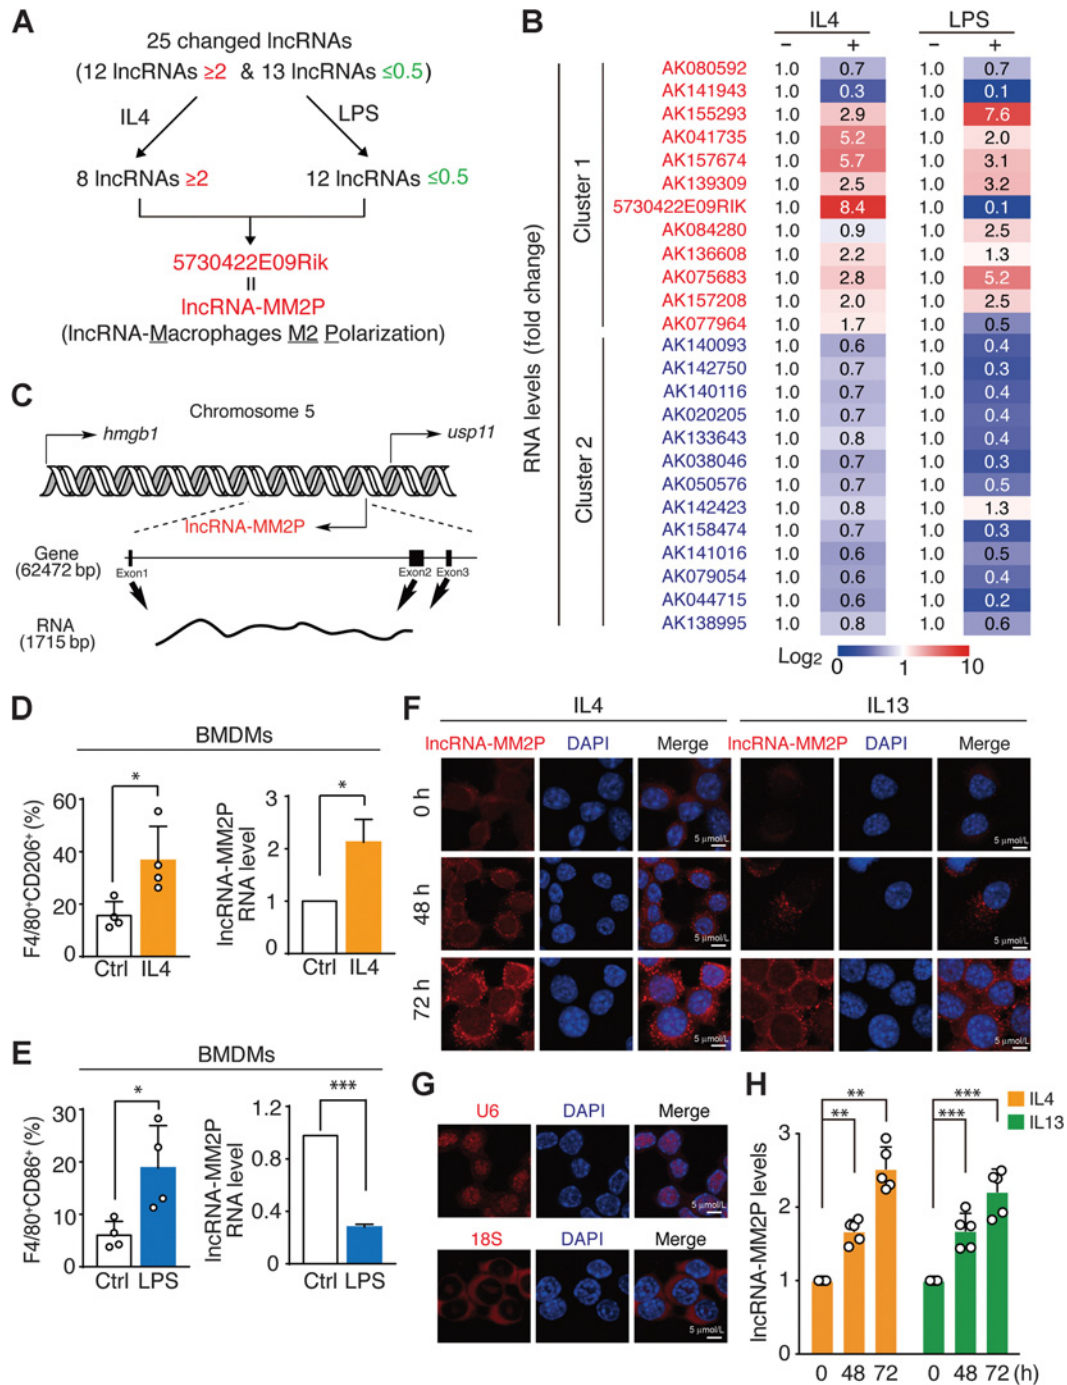 A
25 changed lncRNAs
(12 lncRNAs ≥2 & 13 lncRNAs ≤0.5)
IL4 LPS
8 lncRNAs ≥2 12 lncRNAs ≤0.5
5730422E09Rik
=
lncRNA-MM2P
(lncRNA-Macrophages M2 Polarization)
B
IL4 LPS
− + − +
RNA levels (fold change)
Cluster 1
AK080592 1.0 0.7 1.0 0.7
AK141943 1.0 0.3 1.0 0.1
AK155293 1.0 2.9 1.0 7.6
AK041735 1.0 5.2 1.0 2.0
AK157674 1.0 5.7 1.0 3.1
AK139309 1.0 2.5 1.0 3.2
5730422E09RIK 1.0 8.4 1.0 0.1
AK084280 1.0 0.9 1.0 2.5
AK136608 1.0 2.2 1.0 1.3
AK075683 1.0 2.8 1.0 5.2
AK157208 1.0 2.0 1.0 2.5
AK077964 1.0 1.7 1.0 0.5
Cluster 2
AK140093 1.0 0.6 1.0 0.4
AK142750 1.0 0.7 1.0 0.3
AK140116 1.0 0.7 1.0 0.4
AK020205 1.0 0.7 1.0 0.4
AK133643 1.0 0.8 1.0 0.4
AK038046 1.0 0.7 1.0 0.3
AK050576 1.0 0.7 1.0 0.5
AK142423 1.0 0.8 1.0 1.3
AK158474 1.0 0.7 1.0 0.3
AK141016 1.0 0.6 1.0 0.5
AK079054 1.0 0.6 1.0 0.4
AK044715 1.0 0.6 1.0 0.2
AK138995 1.0 0.8 1.0 0.6
Log2 0 1 10
C
Chromosome 5
hmgb1 usp11
lncRNA-MM2P
Gene
(62472 bp)
Exon1 Exon2 Exon3
RNA
(1715 bp)
D
BMDMs
F4/80+CD206+ (%)
60
40
20
0
*
Ctrl IL4
lncRNA-MM2P
RNA level
3
2
1
0
*
Ctrl IL4
E
BMDMs
F4/80+CD86+ (%)
30
20
10
0
*
Ctrl LPS
lncRNA-MM2P
RNA level
1.2
0.8
0.4
0
***
Ctrl LPS
F
IL4 IL13
lncRNA-MM2P DAPI Merge lncRNA-MM2P DAPI Merge
0 h
5 µmol/L 5 µmol/L
48 h
5 µmol/L 5 µmol/L
72 h
5 µmol/L 5 µmol/L
G
U6 DAPI Merge
5 µmol/L
18S DAPI Merge
5 µmol/L
H
IL4
IL13
lncRNA-MM2P levels
3
2
1
0
** **
*** ***
0 48 72 0 48 72 (h)